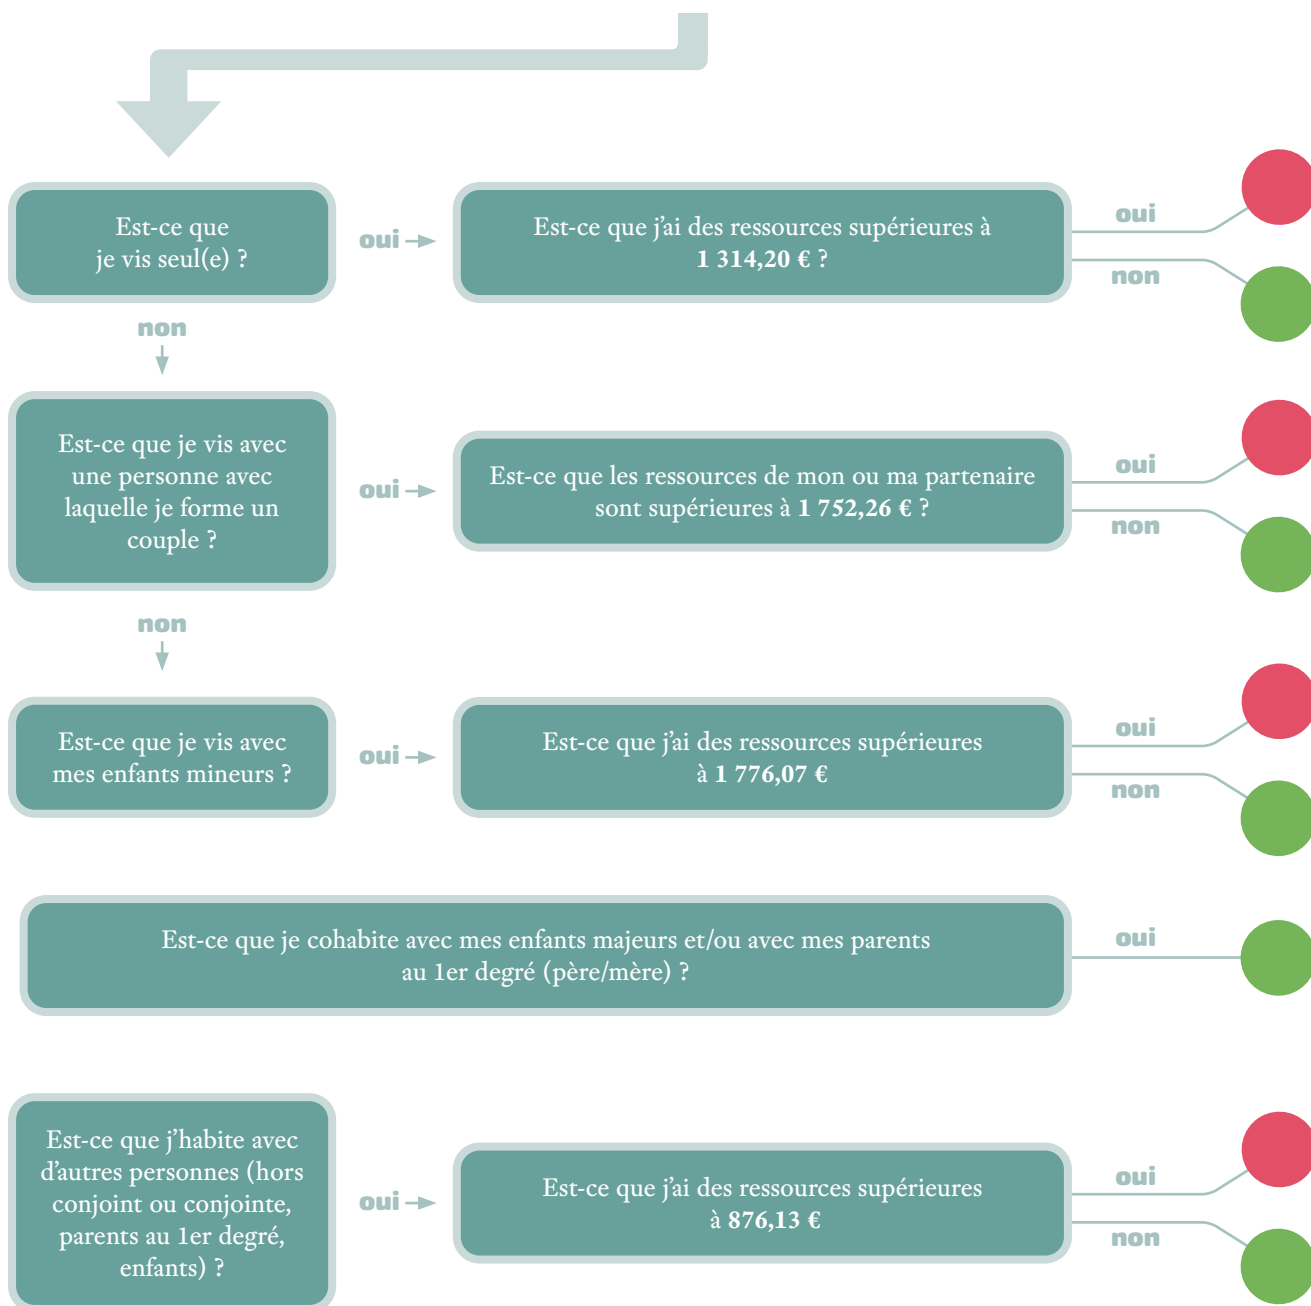 Est-ce que
je vis seul(e) ?
oui
Est-ce que j'ai des ressources supérieures à
1 314,20 € ?
oui
non
non
Est-ce que je vis avec
une personne avec
laquelle je forme un
couple ?
oui
Est-ce que les ressources de mon ou ma partenaire
sont supérieures à 1 752,26 € ?
oui
non
non
Est-ce que je vis avec
mes enfants mineurs ?
oui
Est-ce que j'ai des ressources supérieures
à 1 776,07 €
oui
non
Est-ce que je cohabite avec mes enfants majeurs et/ou avec mes parents
au 1er degré (père/mère) ?
oui
Est-ce que j'habite avec
d'autres personnes (hors
conjoint ou conjointe,
parents au 1er degré,
enfants) ?
oui
Est-ce que j'ai des ressources supérieures
à 876,13 €
oui
non